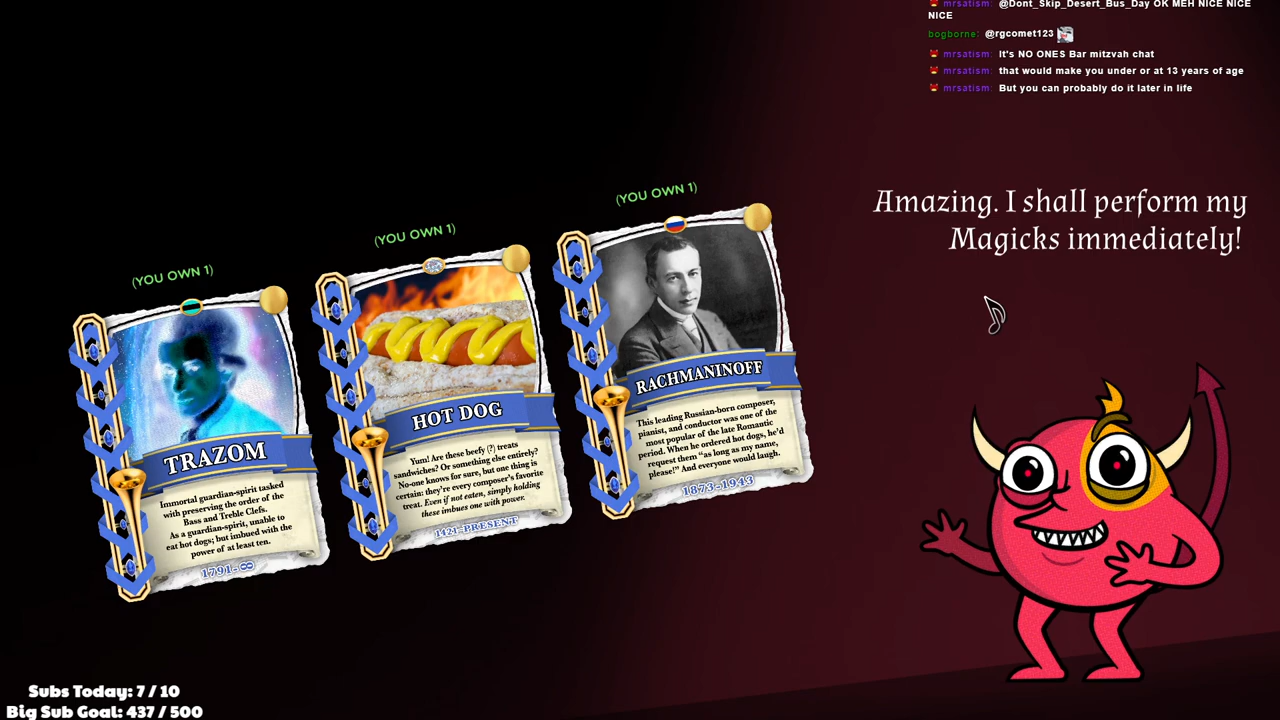 mrsatism: @Dont_Skip_Desert_Bus_Day OK MEH NICE NICE
NICE
bogborne: @rgcomet123
mrsatism: It's NO ONES Bar mitzvah chat
mrsatism: that would make you under or at 13 years of age
mrsatism: But you can probably do it later in life
Amazing. I shall perform my
Magicks immediately!
(YOU OWN 1)
TRAZOM
Immortal guardian-spirit tasked
with preserving the order of the
Bass and Treble Clefs.
As a guardian-spirit, unable to
eat hot dogs; but imbued with the
power of at least ten.
1791-∞
(YOU OWN 1)
HOT DOG
Yum! Are these beefy (?) treats
sandwiches? Or something else entirely?
No-one knows for sure, but one thing is
certain: they're every composer's favorite
treat. Even if not eaten, simply holding
these imbues one with power.
1421-PRESENT
(YOU OWN 1)
RACHMANINOFF
This leading Russian-born composer,
pianist, and conductor was one of the
most popular of the late Romantic
period. When he ordered hot dogs, he'd
request them "as long as my name,
please!" And everyone would laugh.
1873-1943
Subs Today: 7 / 10
Big Sub Goal: 437 / 500